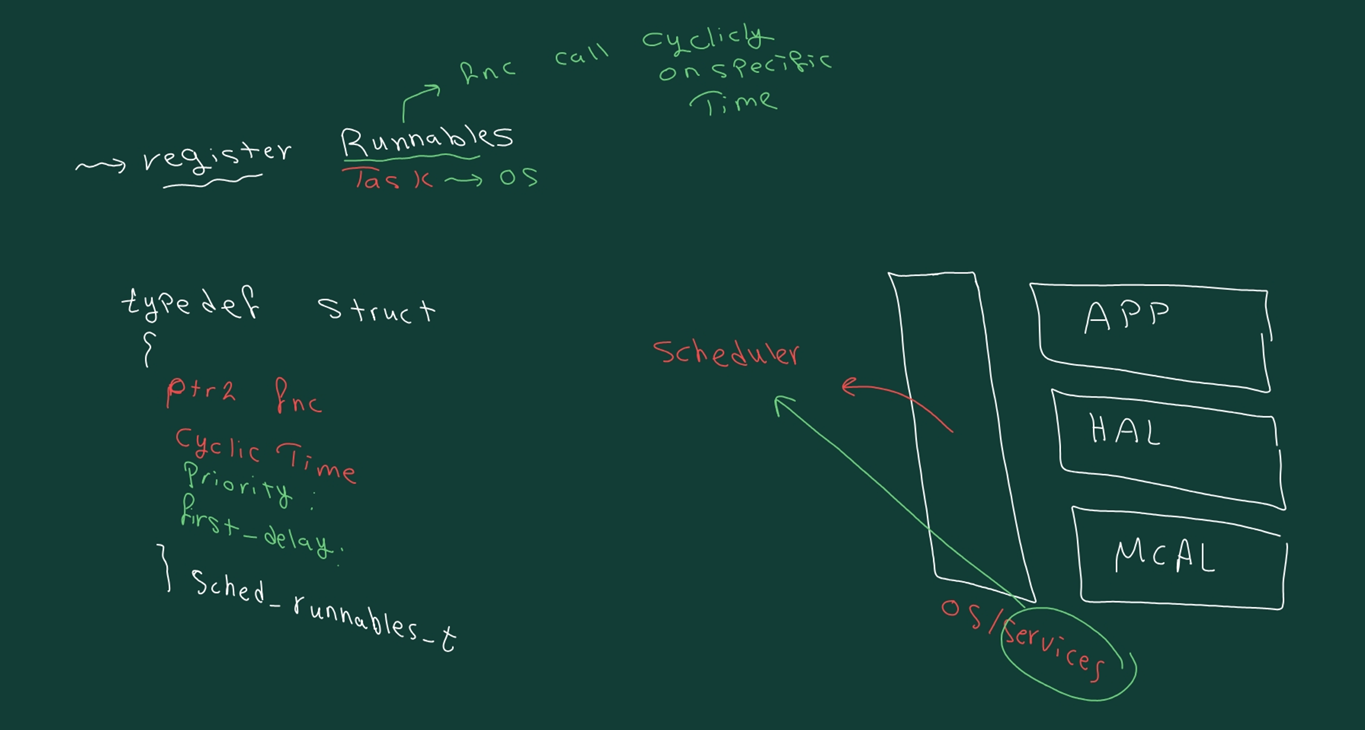 fnc call cyclicly
on specific
Time
register Runnables
Task → OS
typedef struct
{
ptr2 fnc
Cyclic Time
Priority :
first_delay :
} Sched_runnables_t
Scheduler
APP
HAL
MCAL
OS/Services